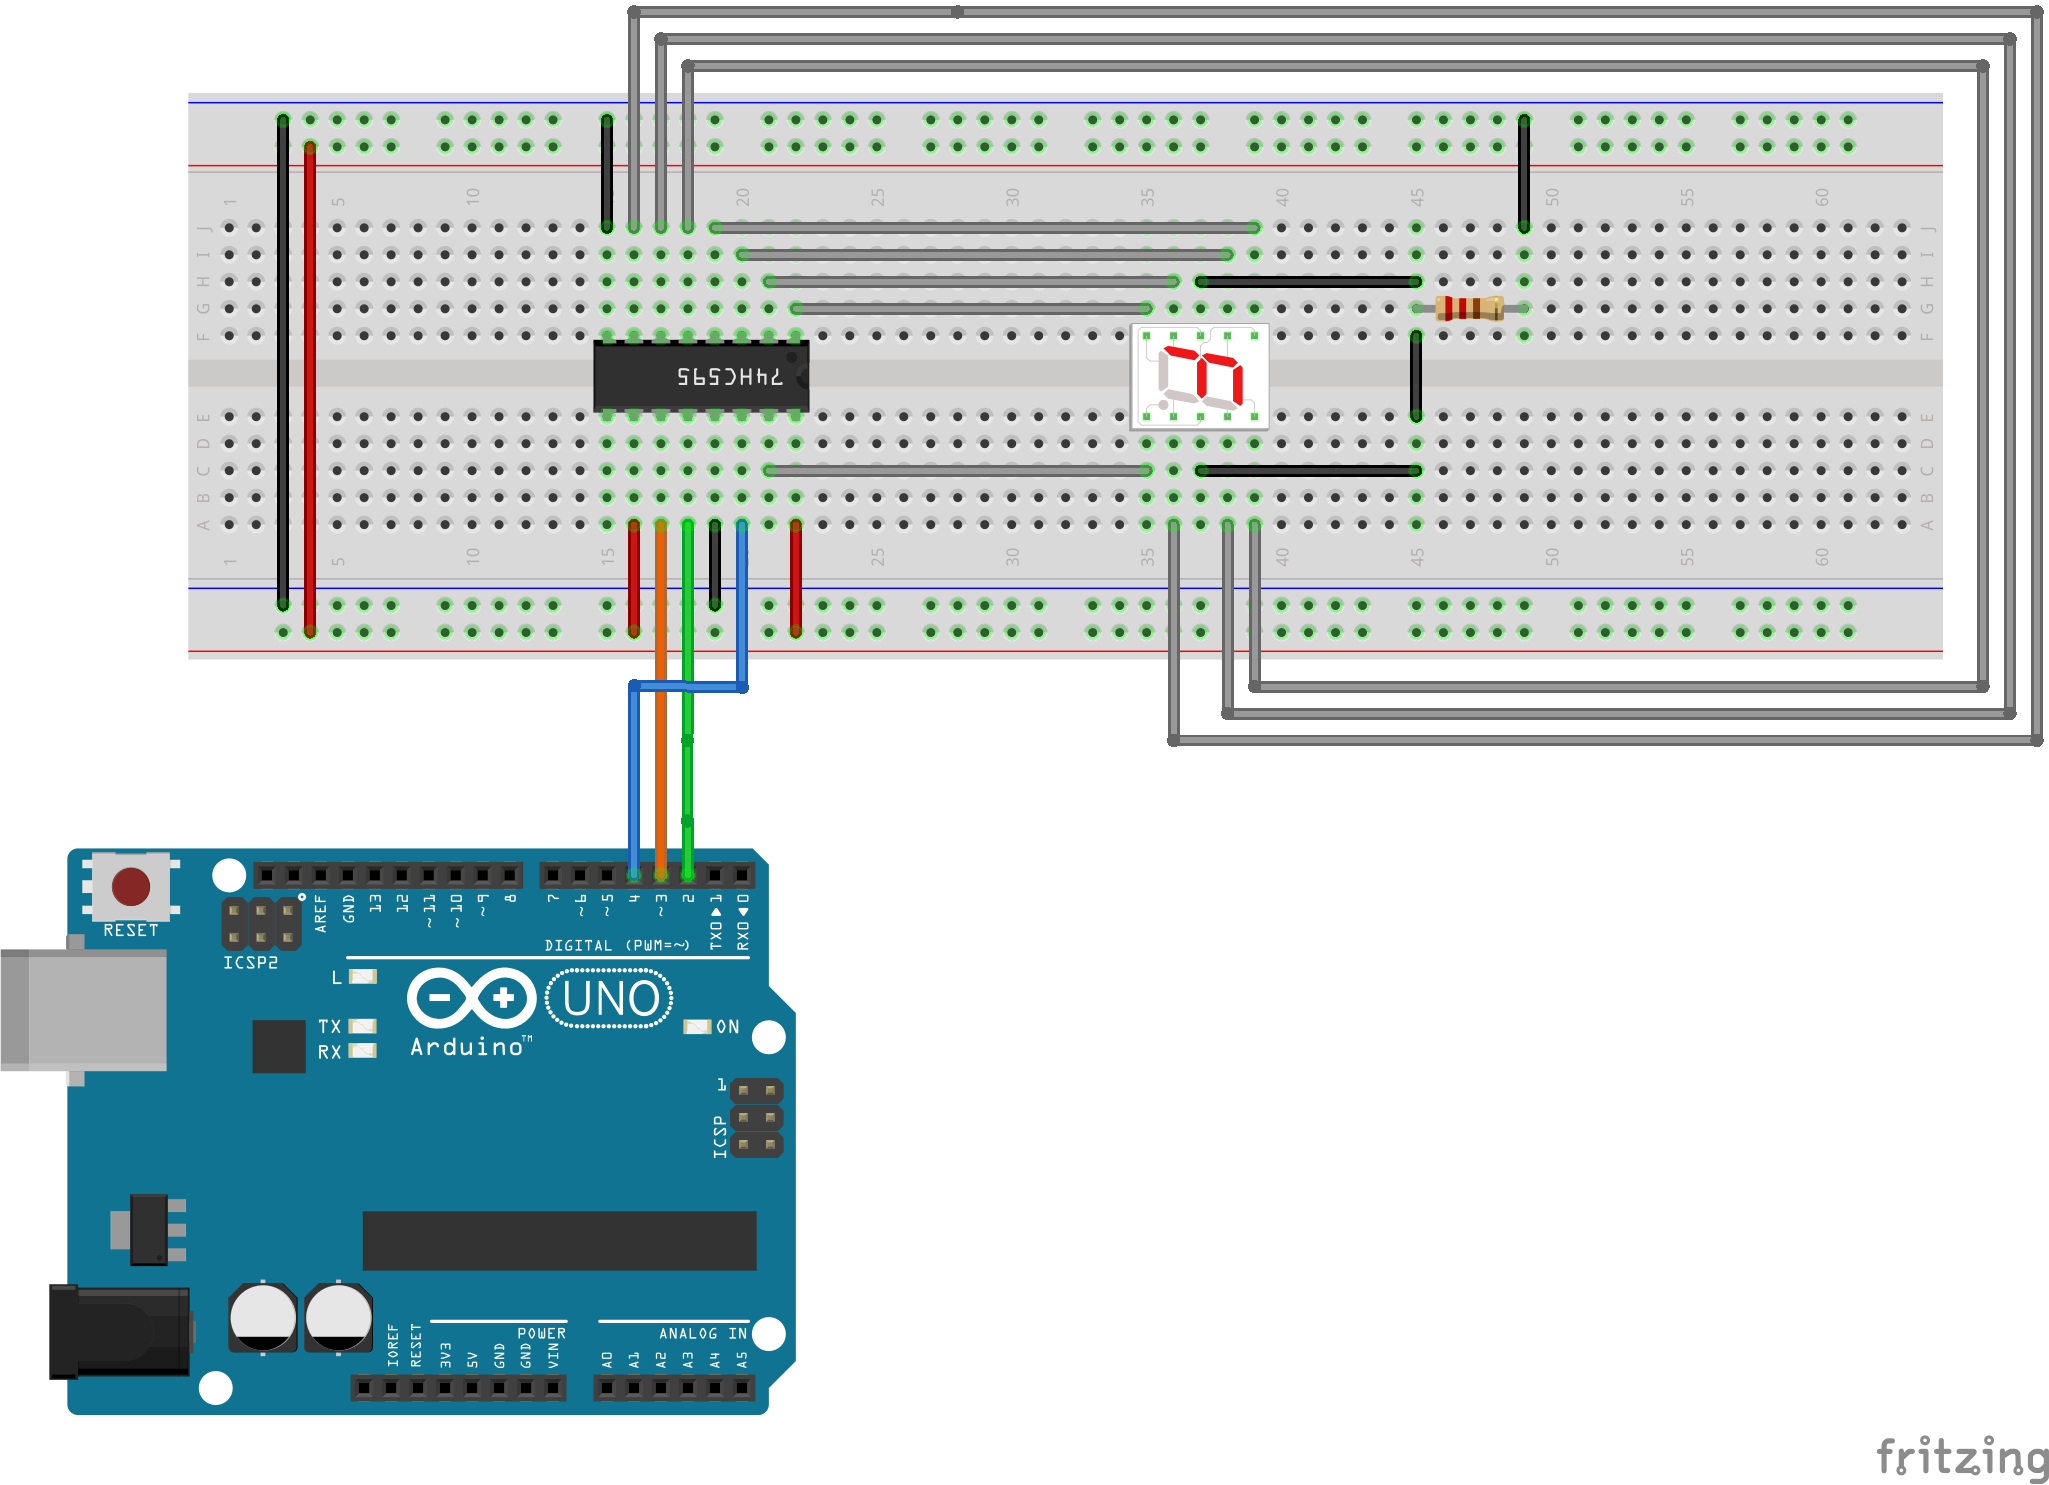 1 5 10 15 20 25 30 35 40 45 50 55 60
J J
I I
H H
G G
F F
74HC595
E E
D D
C C
B B
A A
1 5 10 15 25 30 35 40 45 50 55 60
RESET
ICSP2
AREF GND 13 12 ~11 ~10 ~9 8 7 ~6 ~5 4 ~3 2 TX0▶1 RX0◀0
DIGITAL (PWM=~)
L
UNO
TX
RX
ON
Arduino™
1
ICSP
POWER
ANALOG IN
IOREF RESET 3V3 5V GND GND VIN A0 A1 A2 A3 A4 A5
fritzing